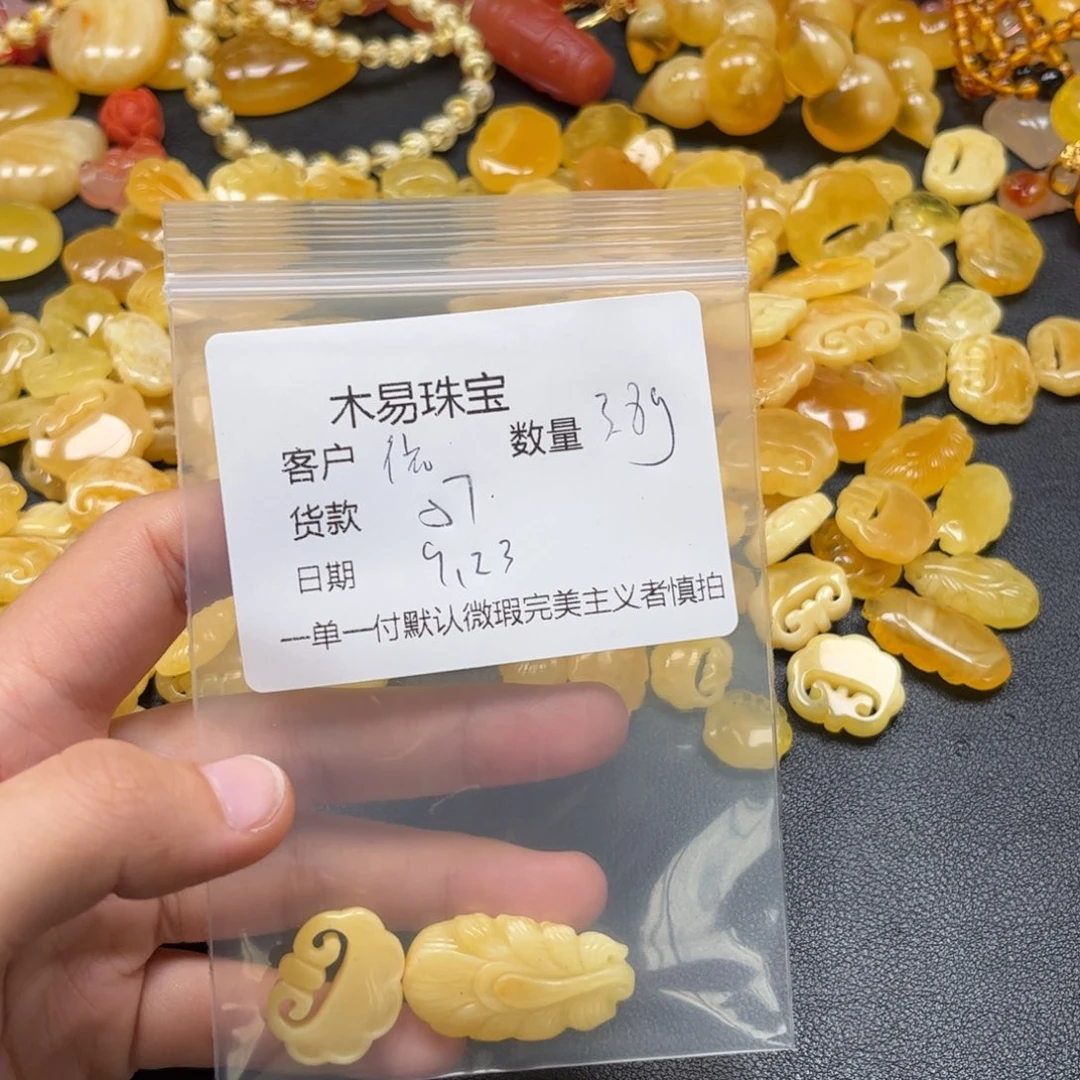 木易珠宝
客户 数量
货款
日期 9,23
一单一付默认微瑕完美主义者慎拍